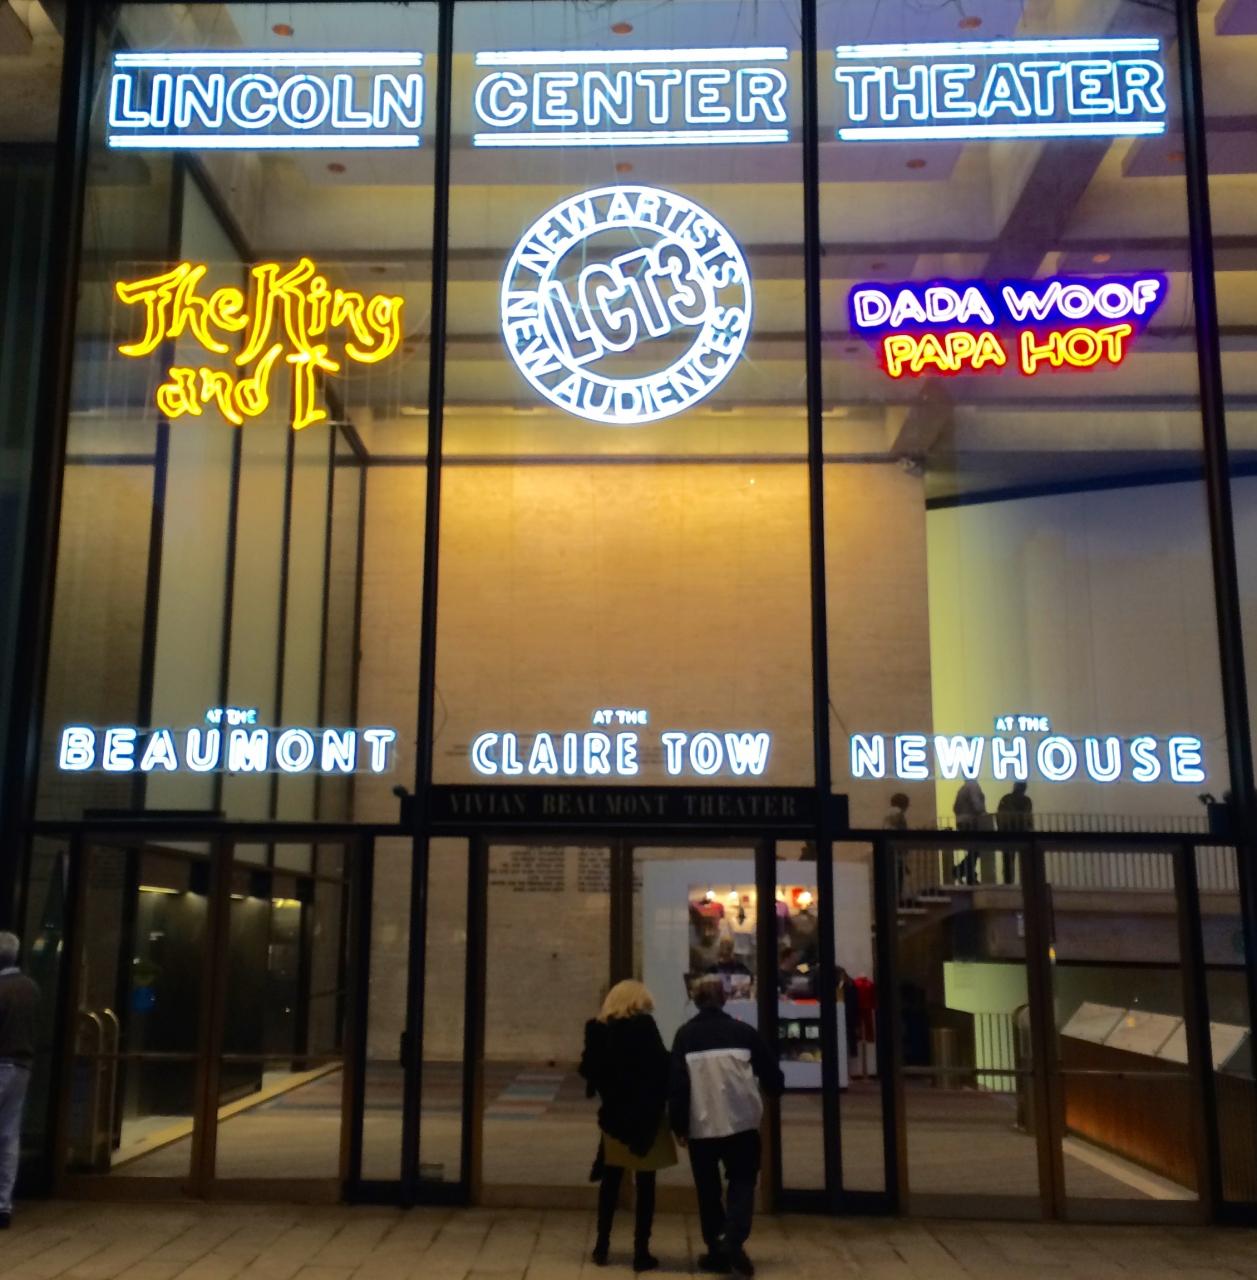 LINCOLN CENTER THEATER
The King
and I
NEW ARTISTS
LCT3
NEW AUDIENCES
DADA WOOF
PAPA HOT
AT THE
BEAUMONT
AT THE
CLAIRE TOW
AT THE
NEWHOUSE
VIVIAN BEAUMONT THEATER